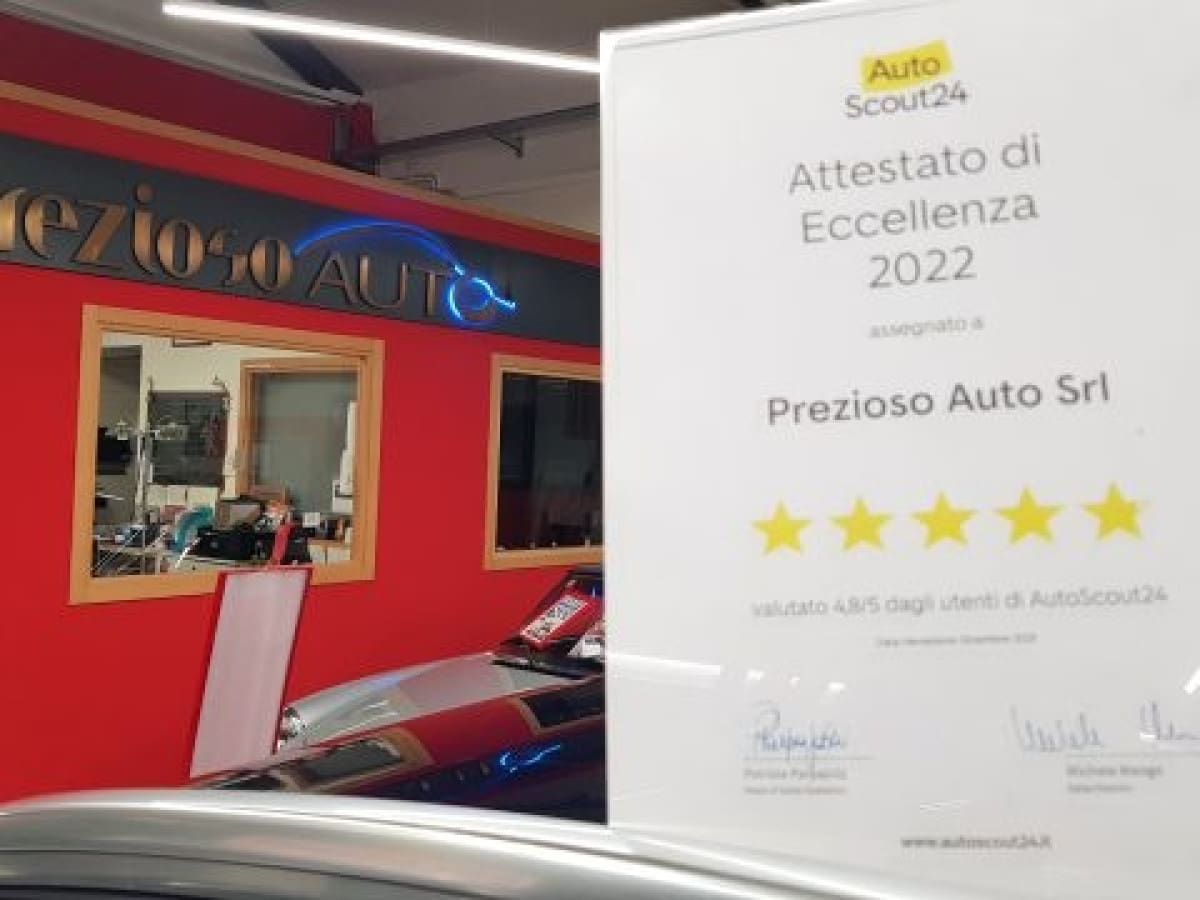 rezioso AUTO
Auto
Scout24
Attestato di
Eccellenza
2022
assegnato a
Prezioso Auto Srl
valutato 4,8/5 dagli utenti di AutoScout24
www.autoscout24.it